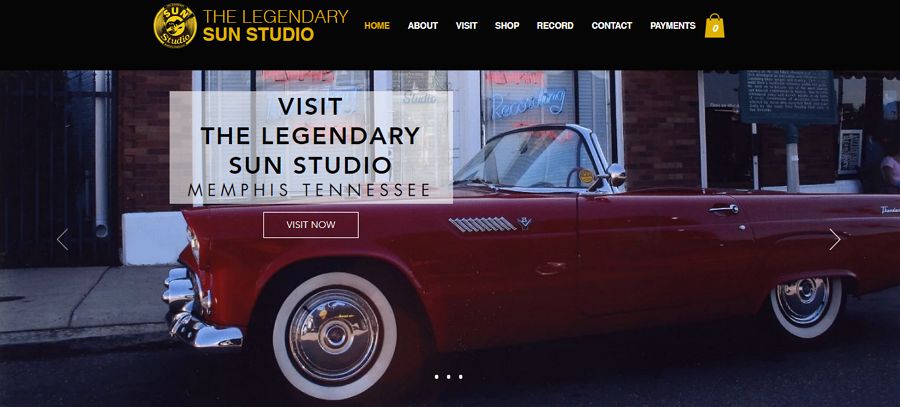 SUN
Studio
THE LEGENDARY
SUN STUDIO
HOME
ABOUT
VISIT
SHOP
RECORD
CONTACT
PAYMENTS
0
VISIT
THE LEGENDARY
SUN STUDIO
MEMPHIS TENNESSEE
VISIT NOW
Studio
Recording